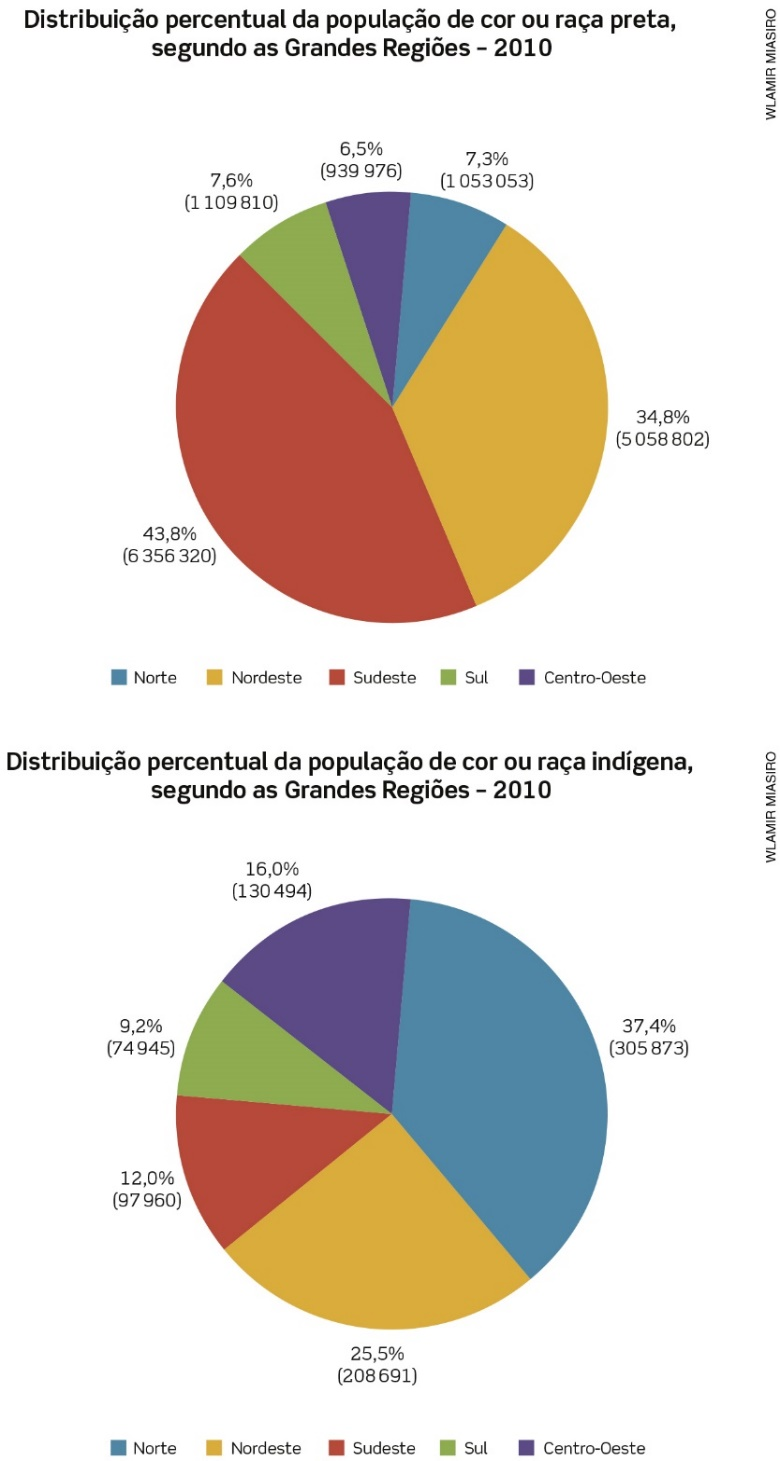 Distribuição percentual da população de cor ou raça preta,
segundo as Grandes Regiões – 2010
WLAMIR MIASIRO
6,5%
(939 976)
7,3%
(1 053 053)
7,6%
(1 109 810)
34,8%
(5 058 802)
43,8%
(6 356 320)
Norte Nordeste Sudeste Sul Centro-Oeste
Distribuição percentual da população de cor ou raça indígena,
segundo as Grandes Regiões – 2010
WLAMIR MIASIRO
16,0%
(130 494)
9,2%
(74 945)
37,4%
(305 873)
12,0%
(97 960)
25,5%
(208 691)
Norte Nordeste Sudeste Sul Centro-Oeste